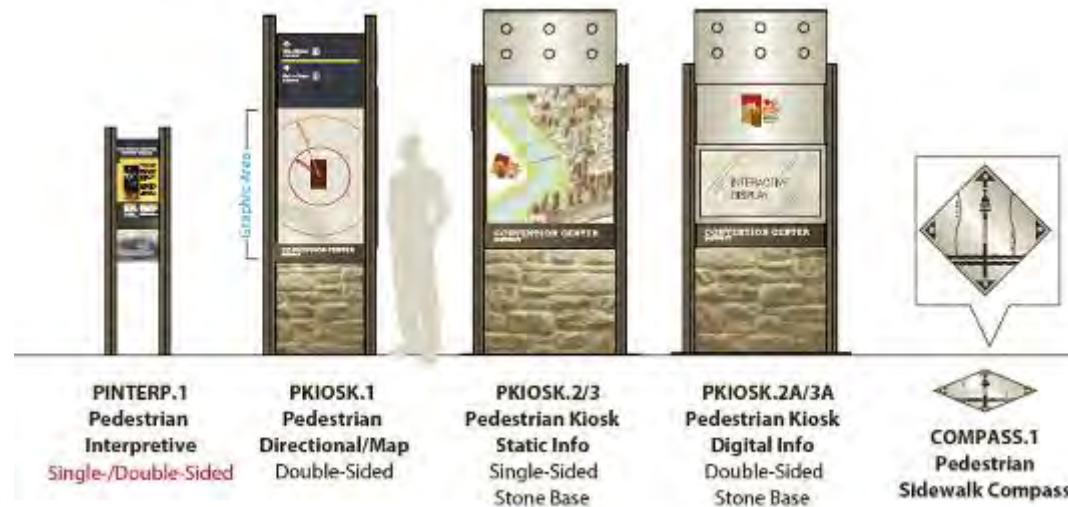 Graphic Area
CONVENTION CENTER
CONVENTION CENTER
INTERACTIVE
DISPLAY
CONVENTION CENTER
PINTERP.1
Pedestrian
Interpretive
Single-/Double-Sided
PKIOSK.1
Pedestrian
Directional/Map
Double-Sided
PKIOSK.2/3
Pedestrian Kiosk
Static Info
Single-Sided
Stone Base
PKIOSK.2A/3A
Pedestrian Kiosk
Digital Info
Double-Sided
Stone Base
COMPASS.1
Pedestrian
Sidewalk Compass